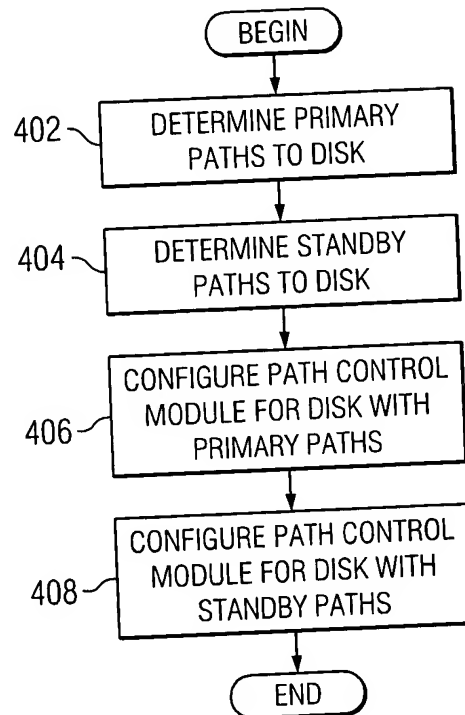 BEGIN
402
DETERMINE PRIMARY
PATHS TO DISK
404
DETERMINE STANDBY
PATHS TO DISK
406
CONFIGURE PATH CONTROL
MODULE FOR DISK WITH
PRIMARY PATHS
408
CONFIGURE PATH CONTROL
MODULE FOR DISK WITH
STANDBY PATHS
END